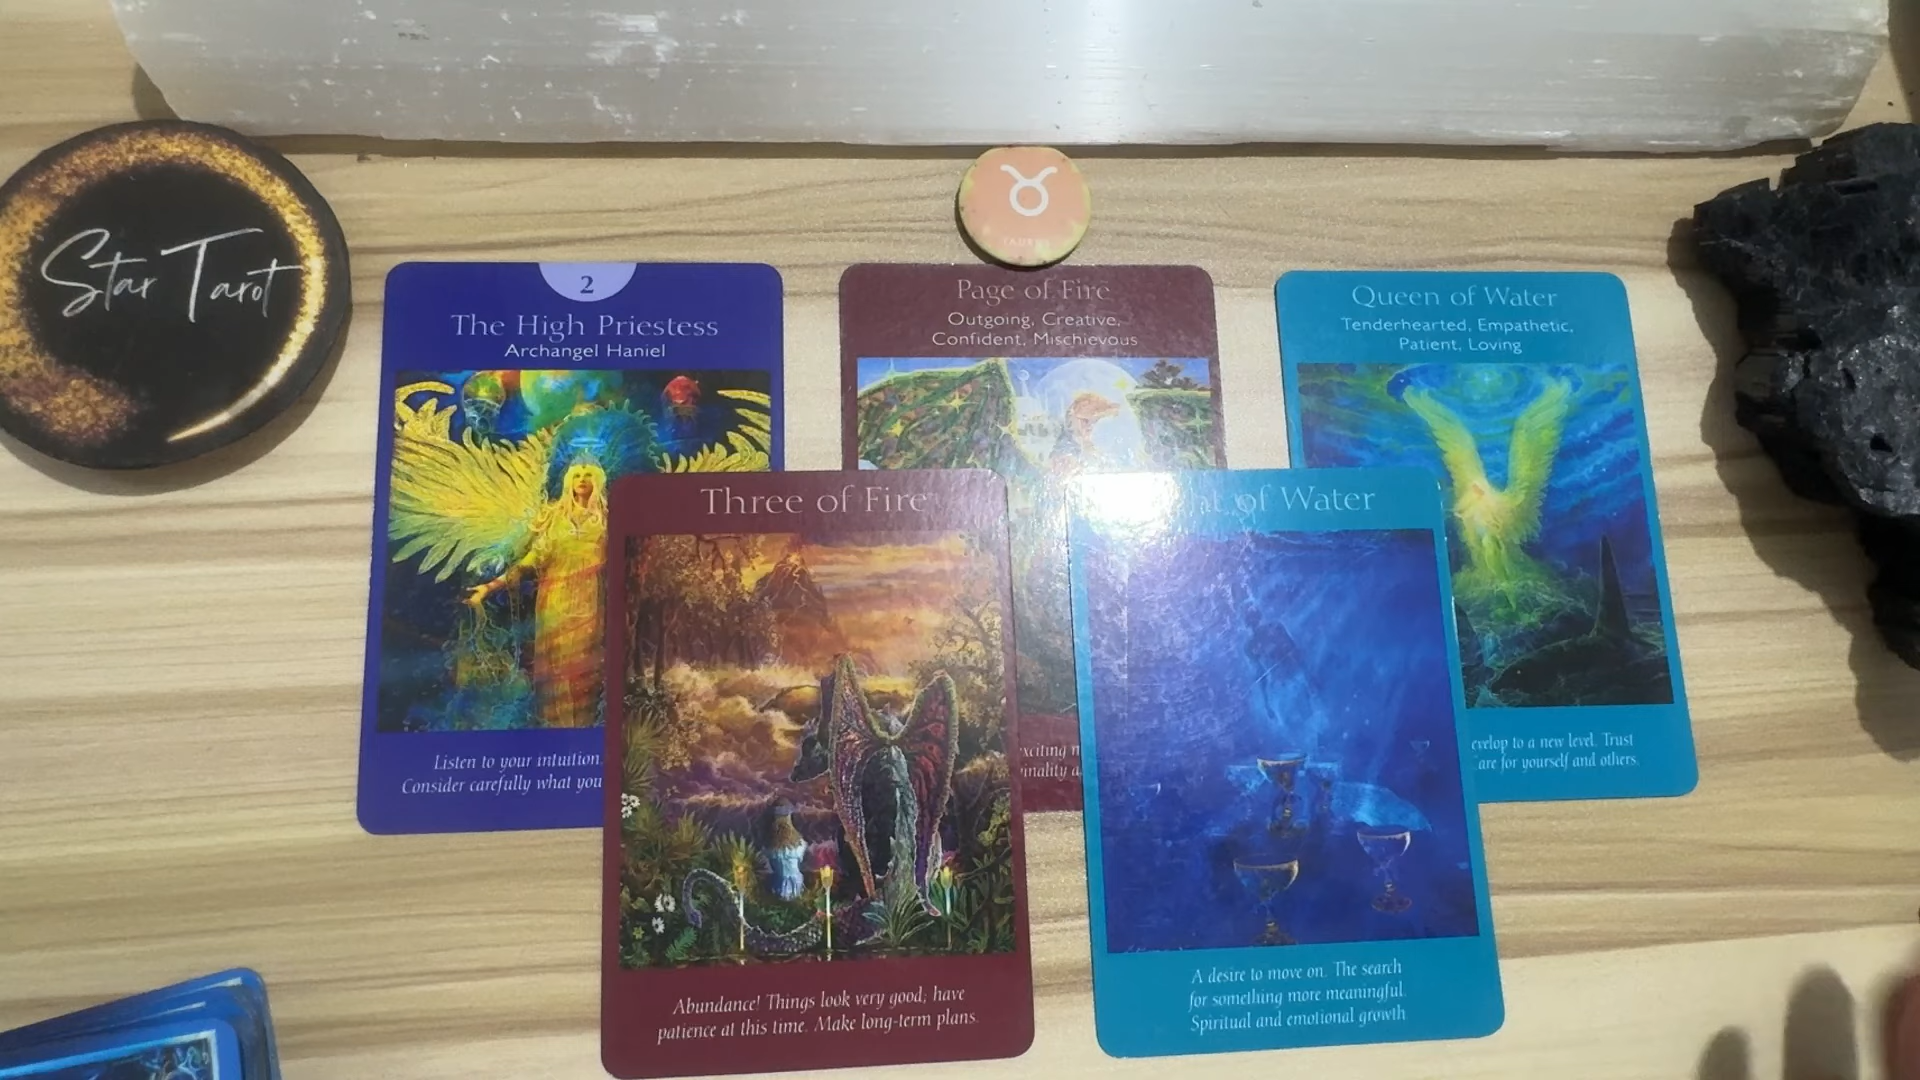 Star Tarot
TAURUS
2
The High Priestess
Archangel Haniel
Listen to your intuition.
Consider carefully what you
Page of Fire
Outgoing, Creative,
Confident, Mischievous
Queen of Water
Tenderhearted, Empathetic,
Patient, Loving
evelop to a new level. Trust
are for yourself and others.
Three of Fire
Abundance! Things look very good; have
patience at this time. Make long-term plans.
of Water
A desire to move on. The search
for something more meaningful.
Spiritual and emotional growth